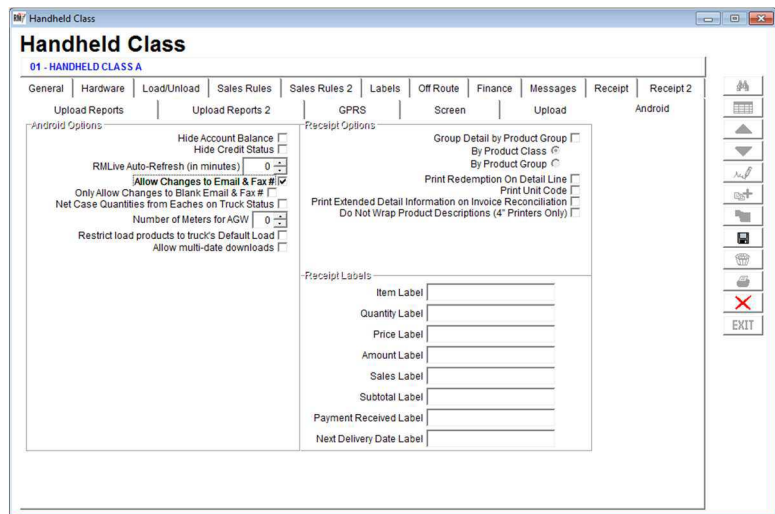 Handheld Class
Handheld Class
01 - HANDHELD CLASS A
General Hardware Load/Unload Sales Rules Sales Rules 2 Labels Off Route Finance Messages Receipt Receipt 2
Upload Reports Upload Reports 2 GPRS Screen Upload Android
Android Options
Hide Account Balance
Hide Credit Status
RMLive Auto-Refresh (in minutes) 0
Allow Changes to Email & Fax #
Only Allow Changes to Blank Email & Fax #
Net Case Quantities from Eaches on Truck Status
Number of Meters for AGW 0
Restrict load products to truck's Default Load
Allow multi-date downloads
Receipt Options
Group Detail by Product Group
By Product Class
By Product Group
Print Redemption On Detail Line
Print Unit Code
Print Extended Detail Information on Invoice Reconciliation
Do Not Wrap Product Descriptions (4" Printers Only)
Receipt Labels
Item Label
Quantity Label
Price Label
Amount Label
Sales Label
Subtotal Label
Payment Received Label
Next Delivery Date Label
EXIT